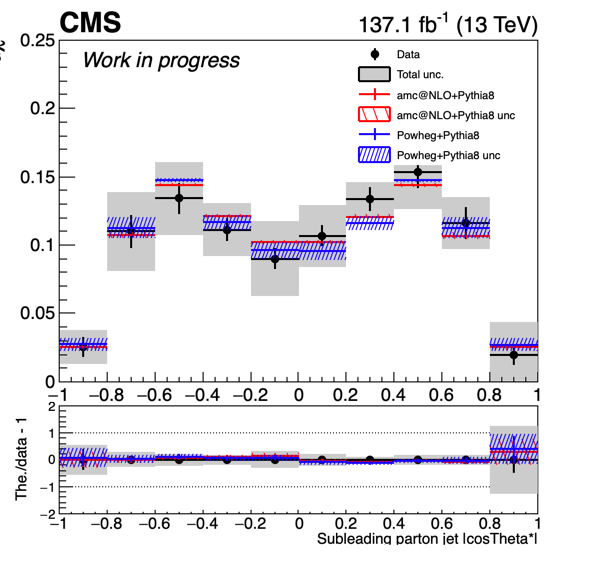 CMS 137.1 fb-1 (13 TeV)
0.25
Work in progress
Data
Total unc.
amc@NLO+Pythia8
amc@NLO+Pythia8 unc
Powheg+Pythia8
Powheg+Pythia8 unc
0.2
0.15
0.1
0.05
0
−1 −0.8 −0.6 −0.4 −0.2 0 0.2 0.4 0.6 0.8 1
The./data - 1
2
1
0
−1
−2
−1 −0.8 −0.6 −0.4 −0.2 0 0.2 0.4 0.6 0.8 1
Subleading parton jet lcosTheta*l